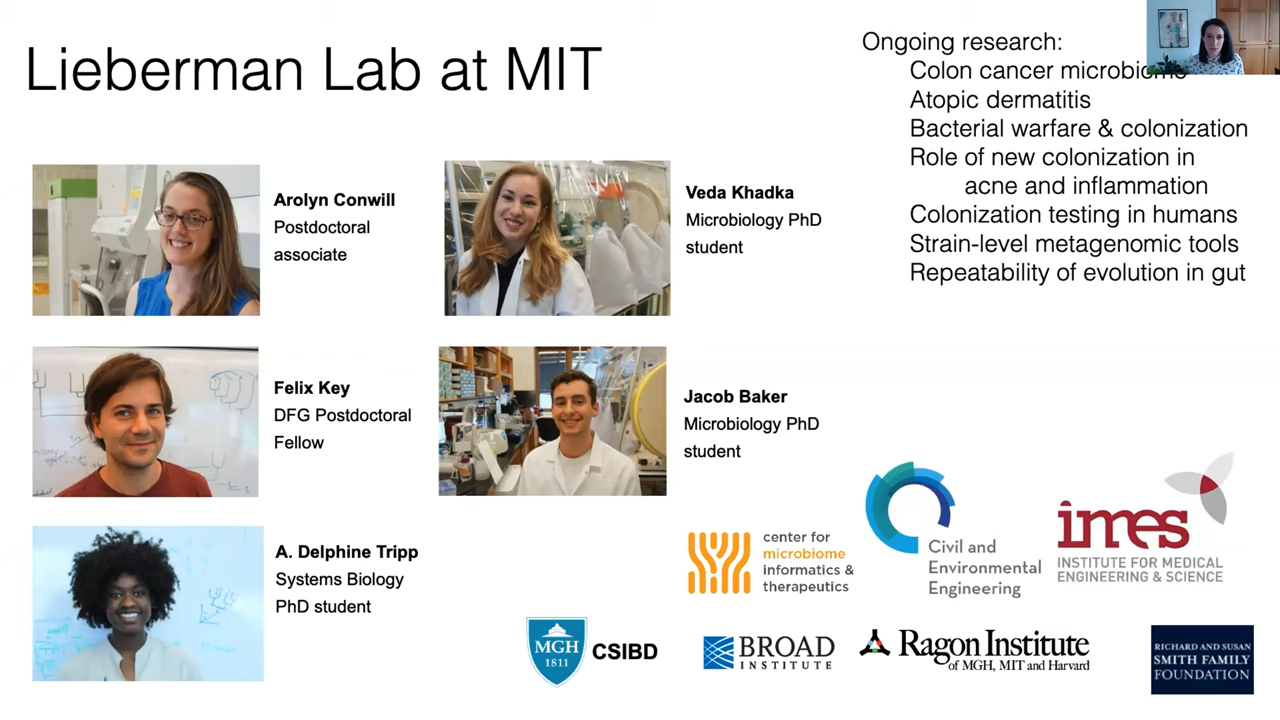 Lieberman Lab at MIT
Ongoing research:
Colon cancer microbiome
Atopic dermatitis
Bacterial warfare & colonization
Role of new colonization in
acne and inflammation
Colonization testing in humans
Strain-level metagenomic tools
Repeatability of evolution in gut
Arolyn Conwill
Postdoctoral
associate
Veda Khadka
Microbiology PhD
student
Felix Key
DFG Postdoctoral
Fellow
Jacob Baker
Microbiology PhD
student
A. Delphine Tripp
Systems Biology
PhD student
center for
microbiome
informatics &
therapeutics
Civil and
Environmental
Engineering
imes
INSTITUTE FOR MEDICAL
ENGINEERING & SCIENCE
MGH
1811
CSIBD
BROAD
INSTITUTE
Ragon Institute
of MGH, MIT and Harvard
RICHARD AND SUSAN
SMITH FAMILY
FOUNDATION